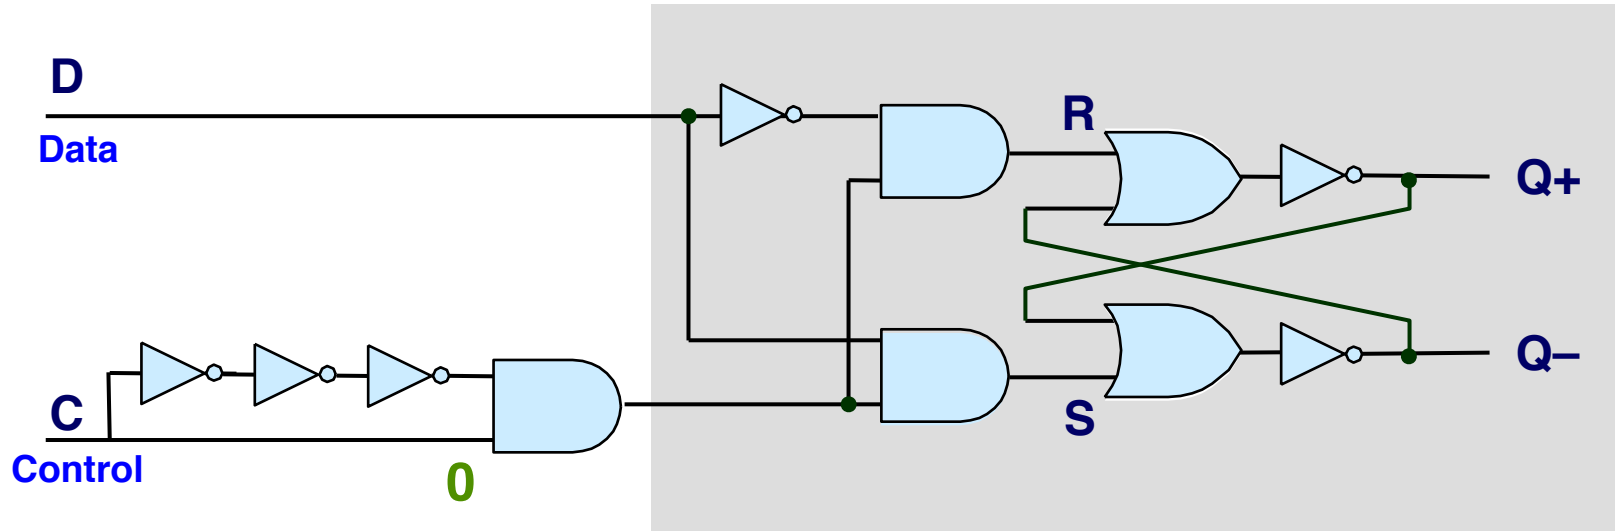 D
Data
R
Q+
Q–
C
S
Control
0